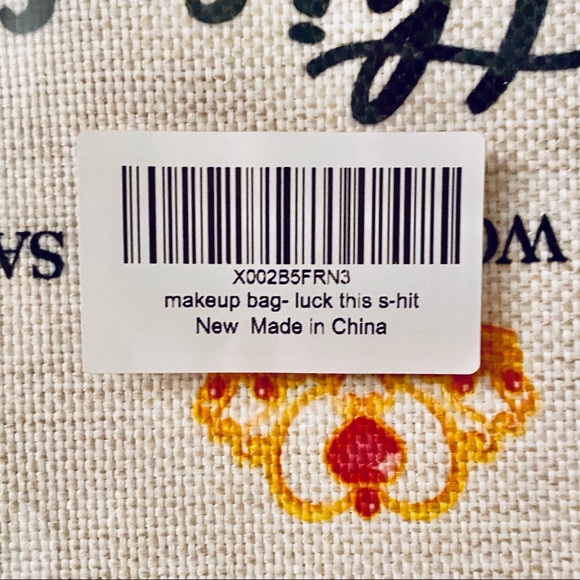 X002B5FRN3
makeup bag- luck this s-hit
New Made in China